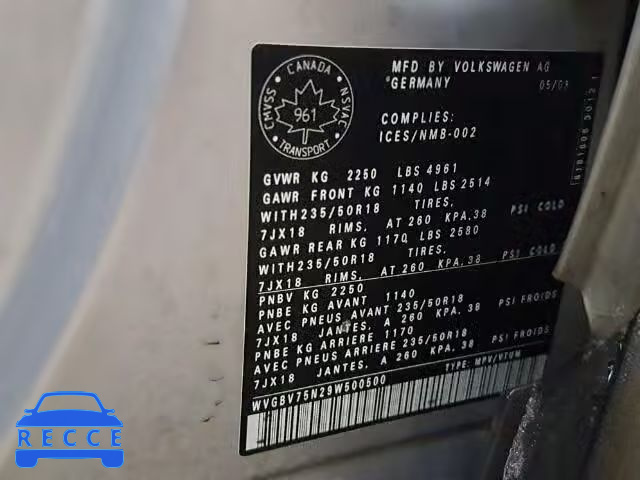 CANADA
CMVSS
NSVAC
961
TRANSPORT
MFD BY VOLKSWAGEN AG
GERMANY
COMPLIES:
ICES/NMB-002
GVWR KG 2250 LBS 4961
GAWR FRONT KG 1140 LBS 2514
WITH235/50R18 TIRES,
7JX18 RIMS, AT 260 KPA,38 PSI COLD
GAWR REAR KG 1170 LBS 2580
WITH235/50R18 TIRES,
7JX18 RIMS, AT 260 KPA,38 PSI COLD
PNBV KG 2250
PNBE KG AVANT 1140
AVEC PNEUS AVANT 235/50R18
7JX18 JANTES, A 260 KPA, 38 PSI FROIDS
PNBE KG ARRIERE 1170
AVEC PNEUS ARRIERE 235/50R18
7JX18 JANTES, A 260 KPA, 38 PSI FROIDS
WVGBV75N29W500500 TYPE: MPV/VTUM
RECCE